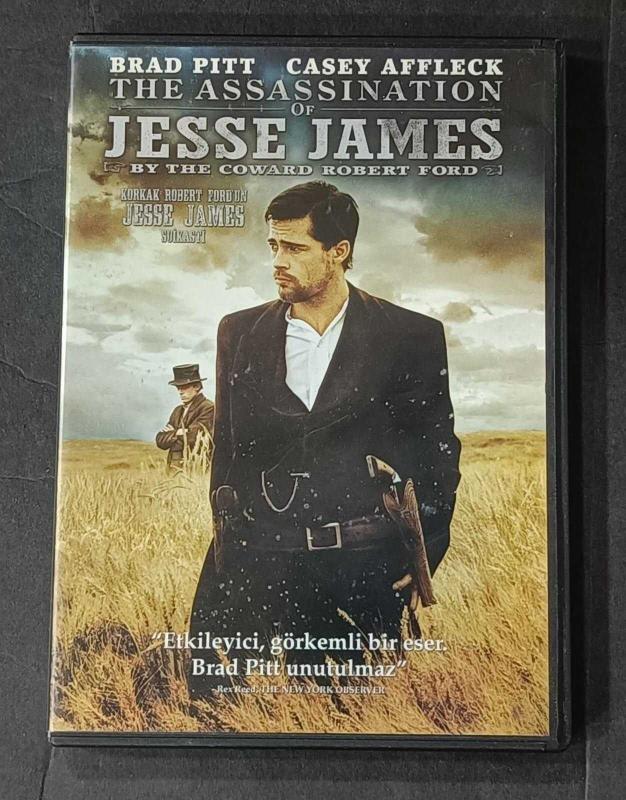 BRAD PITT CASEY AFFLECK
THE ASSASSINATION
OF
JESSE JAMES
BY THE COWARD ROBERT FORD
KORKAK ROBERT FORD'UN
JESSE JAMES
SUİKASTİ
“Etkileyici, görkemli bir eser.
Brad Pitt unutulmaz”
-Rex Reed, THE NEW YORK OBSERVER